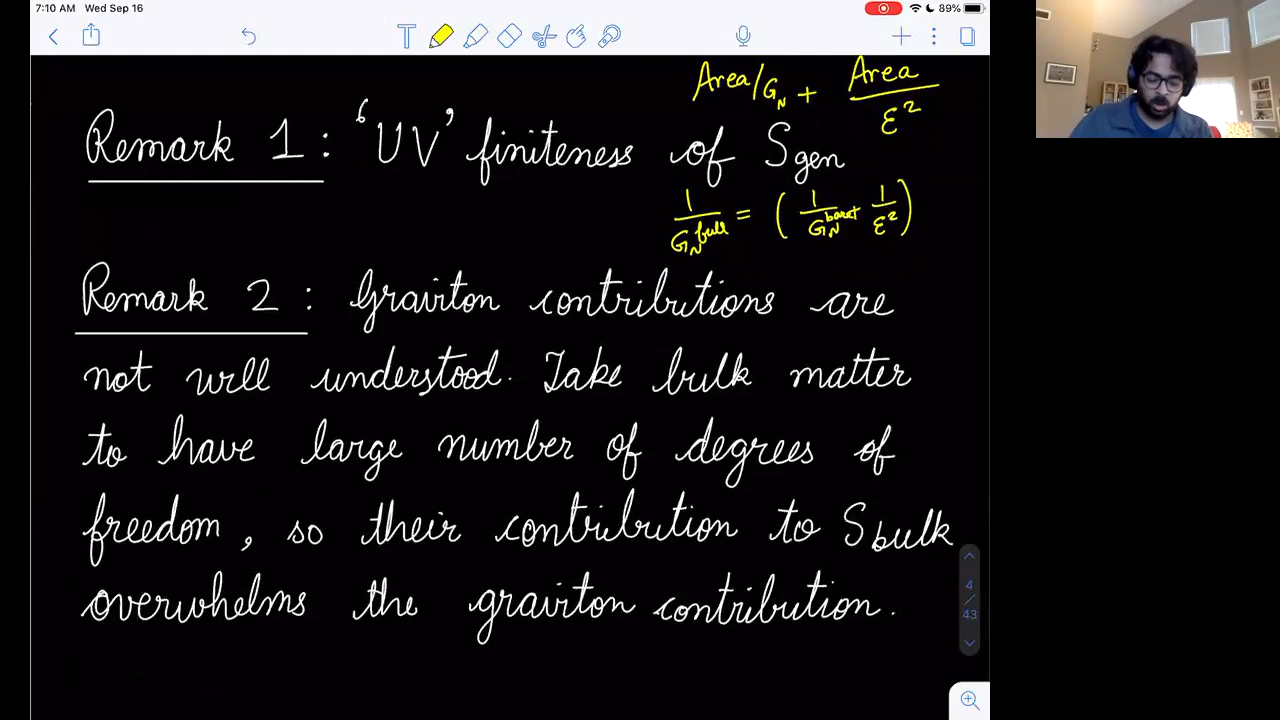 7:10 AM Wed Sep 16 89%
T
Area/G_N + Area/ε²
Remark 1: 'UV' finiteness of Sgen
1/G_N^full = (1/G_N^bare + 1/ε²)
Remark 2: Graviton contributions are
not well understood. Take bulk matter
to have large number of degrees of
freedom, so their contribution to Sbulk
overwhelms the graviton contribution.
4
/
43